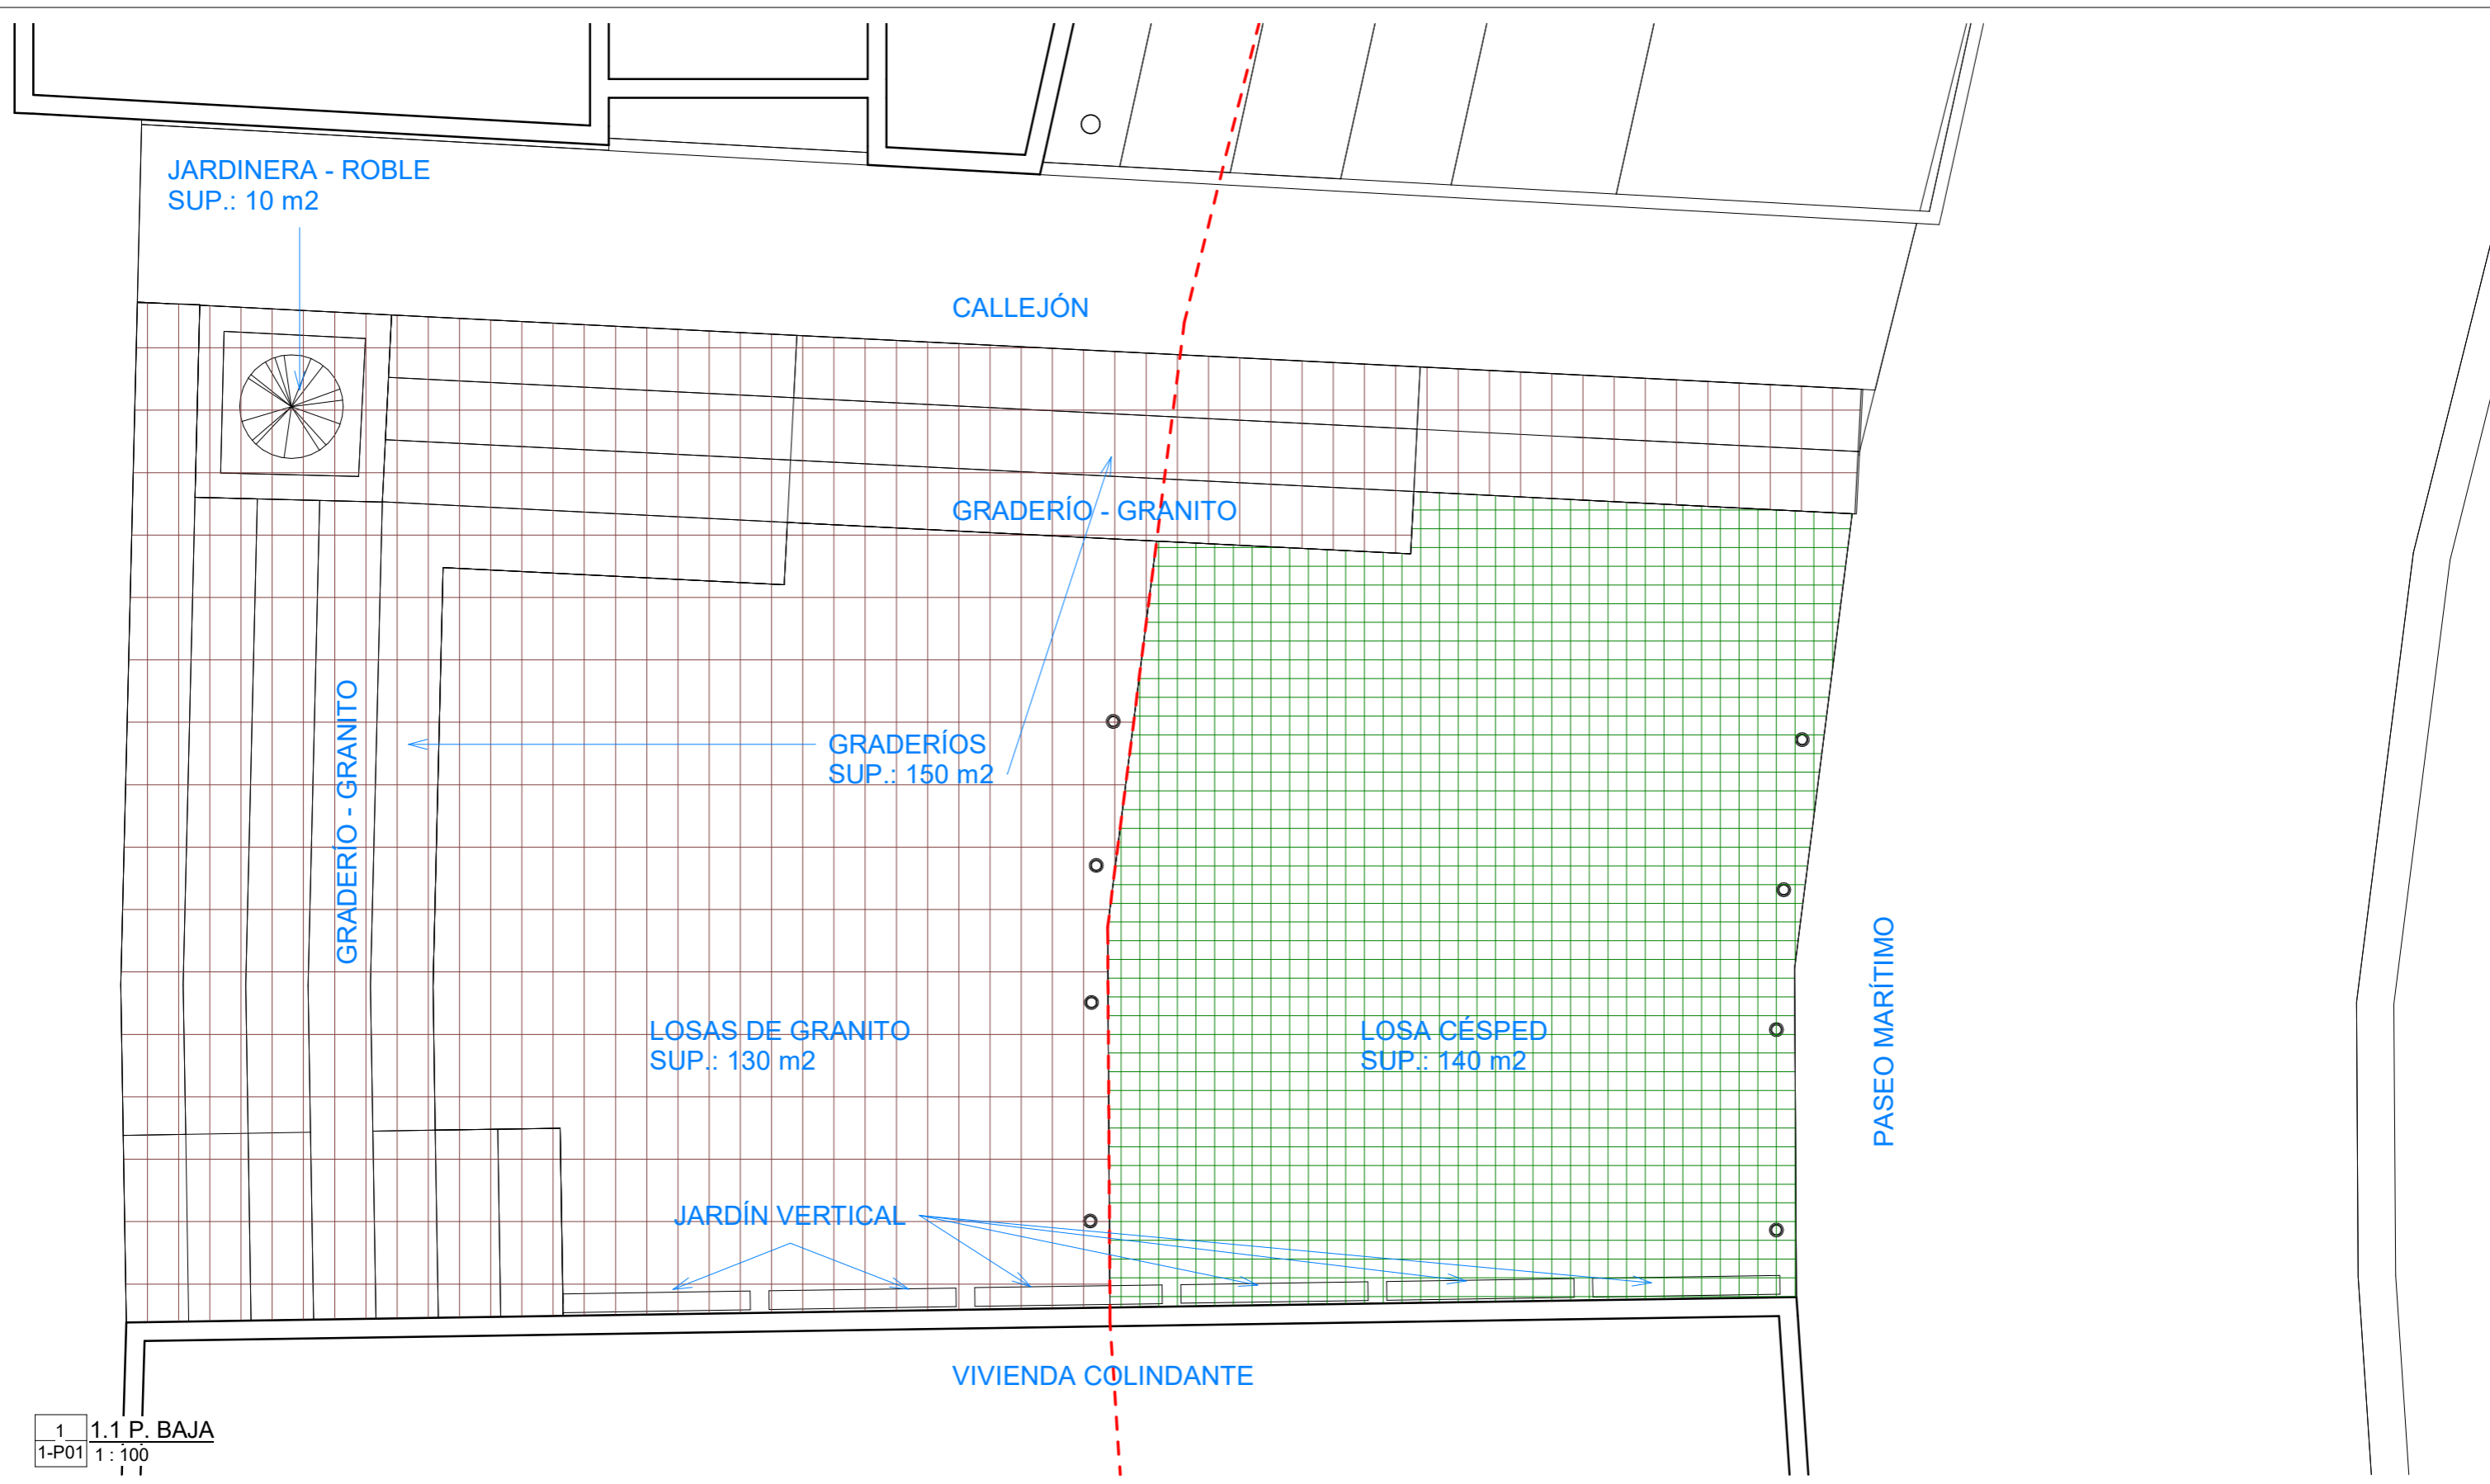 JARDINERA - ROBLE
SUP.: 10 m2
CALLEJÓN
GRADERÍO - GRANITO
GRADERÍO - GRANITO
GRADERÍOS
SUP.: 150 m2
LOSAS DE GRANITO
SUP.: 130 m2
LOSA CÉSPED
SUP.: 140 m2
PASEO MARÍTIMO
JARDÍN VERTICAL
VIVIENDA COLINDANTE
1
1-P01
1.1 P. BAJA
1 : 100